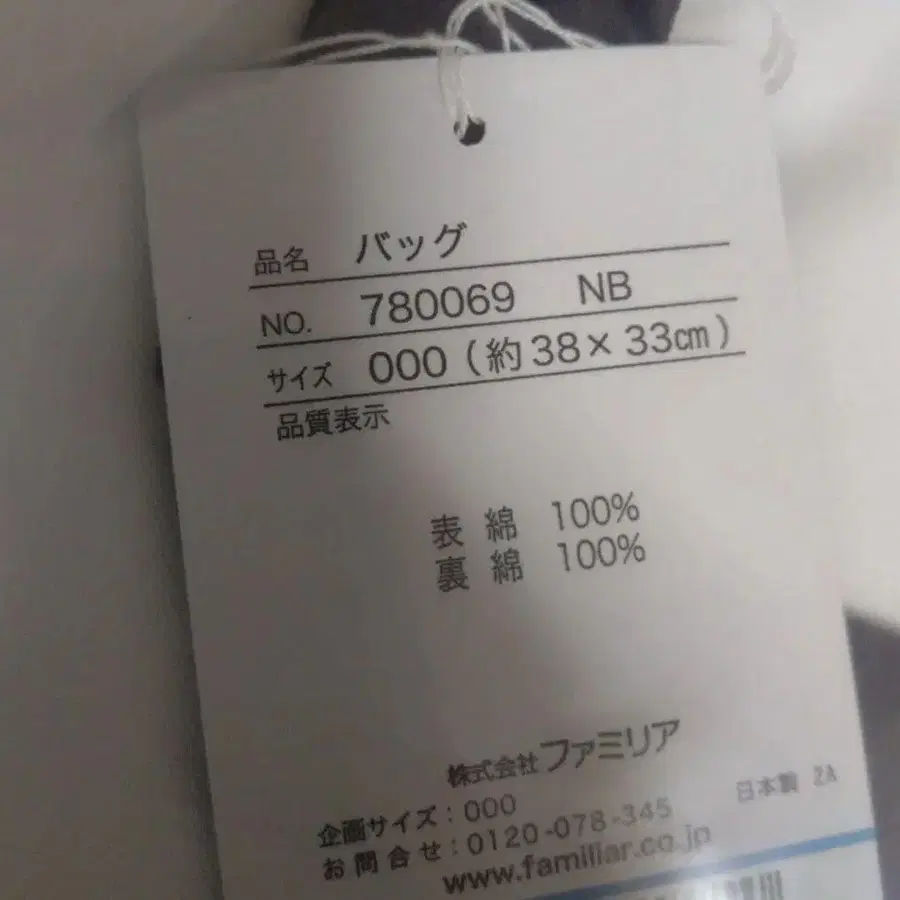 品名 バッグ
NO. 780069 NB
サイズ 000 (約38×33cm)
品質表示
表 綿 100%
裏 綿 100%
株式会社ファミリア
企画サイズ：000 日本製 2A
お問合せ：0120-078-345
www.familiar.co.jp